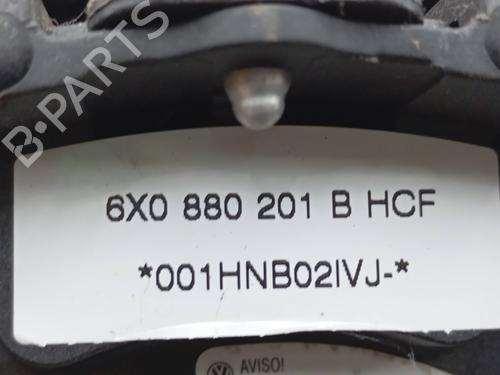 B-PARTS
6X0 880 201 B HCF
*001HNB02IVJ-*
AVISO!